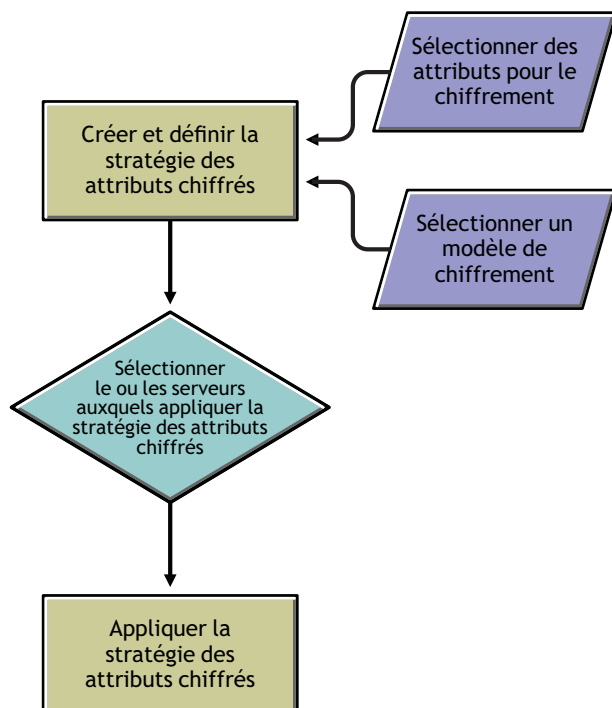 Sélectionner des
attributs pour le
chiffrement
Créer et définir la
stratégie des
attributs chiffrés
Sélectionner un
modèle de
chiffrement
Sélectionner
le ou les serveurs
auxquels appliquer la
stratégie des attributs
chiffrés
Appliquer la
stratégie des
attributs chiffrés